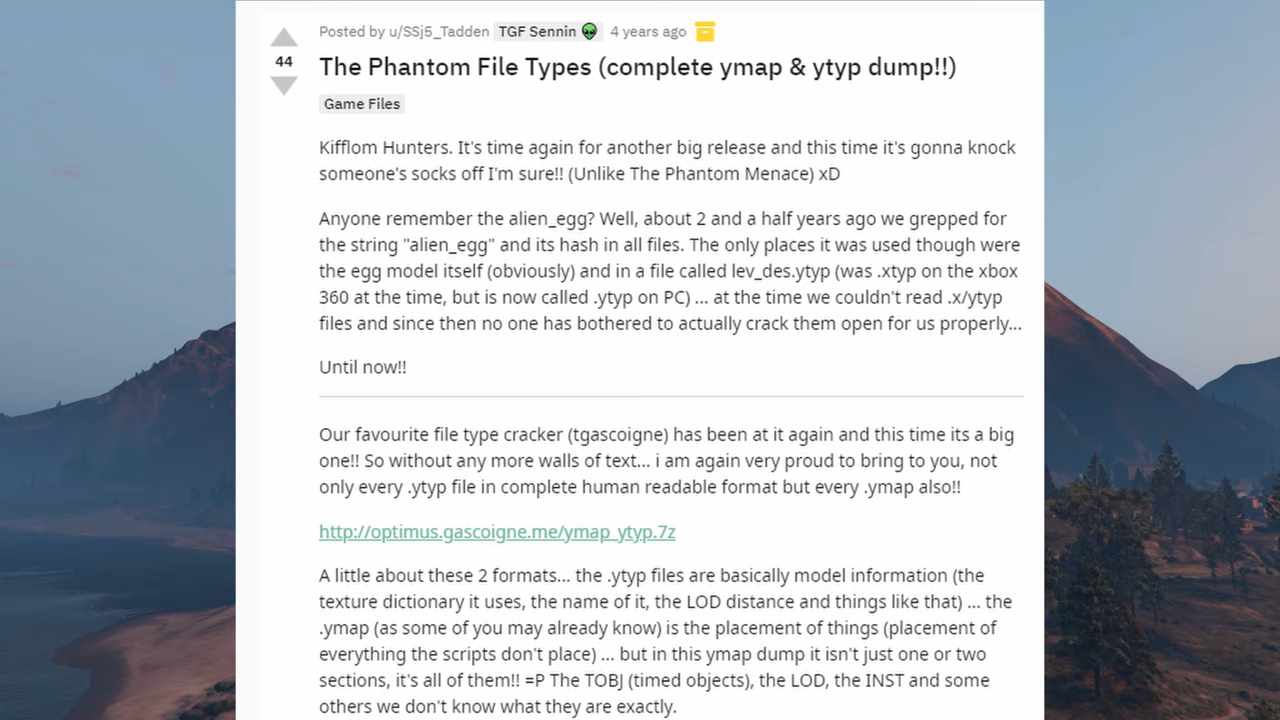 Posted by u/SSj5_Tadden TGF Sennin 👽 4 years ago
44
The Phantom File Types (complete ymap & ytyp dump!!)
Game Files
Kifflom Hunters. It's time again for another big release and this time it's gonna knock
someone's socks off I'm sure!! (Unlike The Phantom Menace) xD
Anyone remember the alien_egg? Well, about 2 and a half years ago we grepped for
the string "alien_egg" and its hash in all files. The only places it was used though were
the egg model itself (obviously) and in a file called lev_des.ytyp (was .xtyp on the xbox
360 at the time, but is now called .ytyp on PC) ... at the time we couldn't read .x/ytyp
files and since then no one has bothered to actually crack them open for us properly...
Until now!!
Our favourite file type cracker (tgascoigne) has been at it again and this time its a big
one!! So without any more walls of text... i am again very proud to bring to you, not
only every .ytyp file in complete human readable format but every .ymap also!!
http://optimus.gascoigne.me/ymap_ytyp.7z
A little about these 2 formats... the .ytyp files are basically model information (the
texture dictionary it uses, the name of it, the LOD distance and things like that) ... the
.ymap (as some of you may already know) is the placement of things (placement of
everything the scripts don't place) ... but in this ymap dump it isn't just one or two
sections, it's all of them!! =P The TOBJ (timed objects), the LOD, the INST and some
others we don't know what they are exactly.